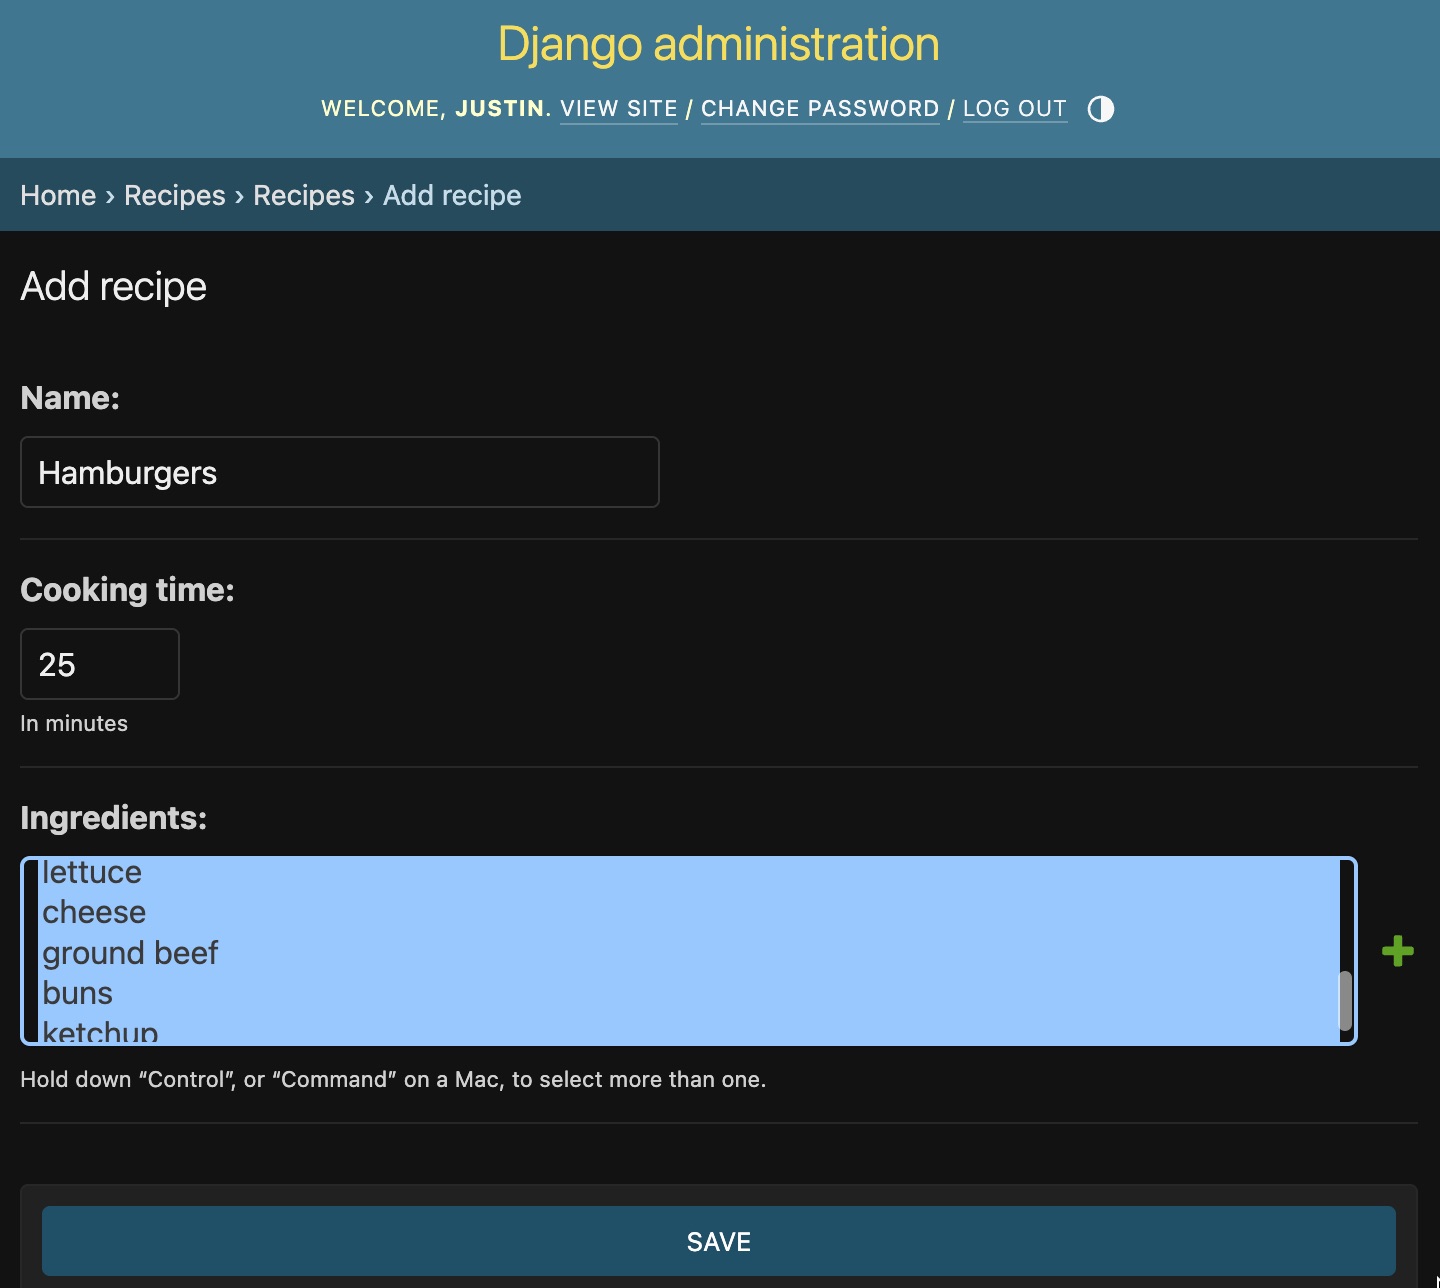 Django administration
WELCOME, JUSTIN. VIEW SITE / CHANGE PASSWORD / LOG OUT
Home › Recipes › Recipes › Add recipe
Add recipe
Name:
Hamburgers
Cooking time:
25
In minutes
Ingredients:
lettuce
cheese
ground beef
buns
ketchup
Hold down “Control”, or “Command” on a Mac, to select more than one.
SAVE